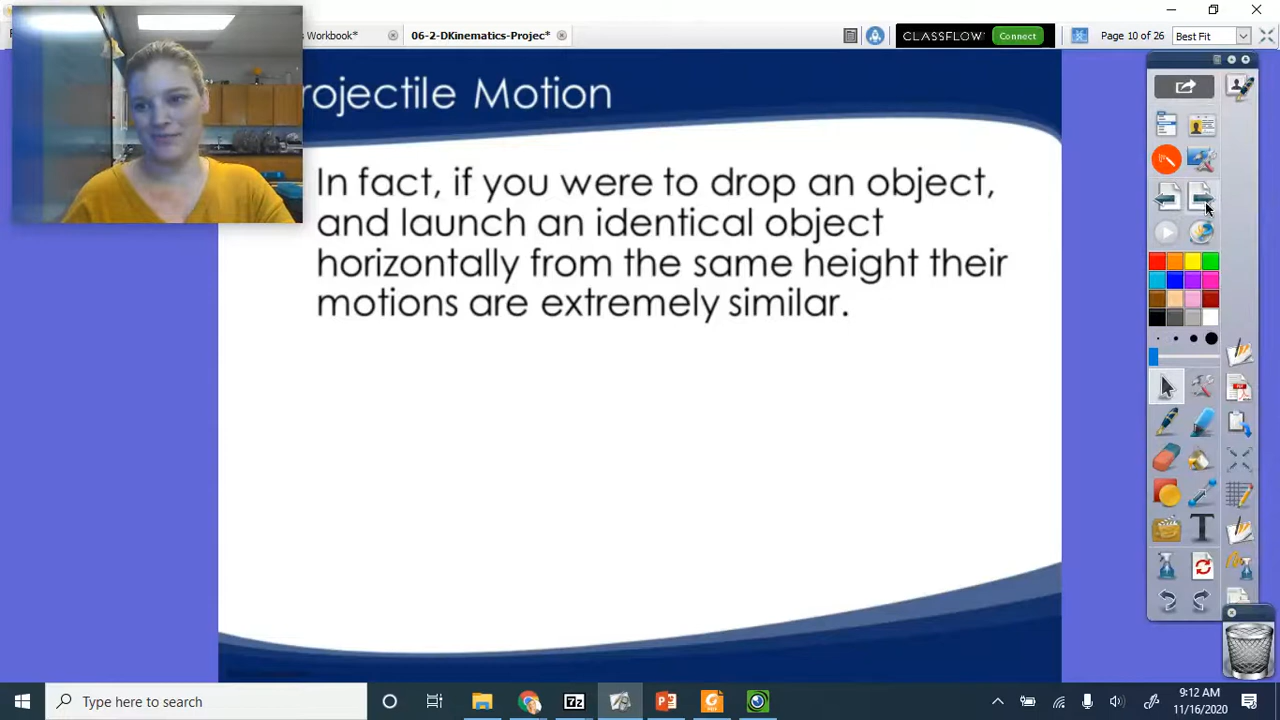 s Workbook*
06-2-DKinematics-Projec*
CLASSFLOW
Connect
Page 10 of 26
Best Fit
rojectile Motion
In fact, if you were to drop an object,
and launch an identical object
horizontally from the same height their
motions are extremely similar.
Type here to search
9:12 AM
11/16/2020